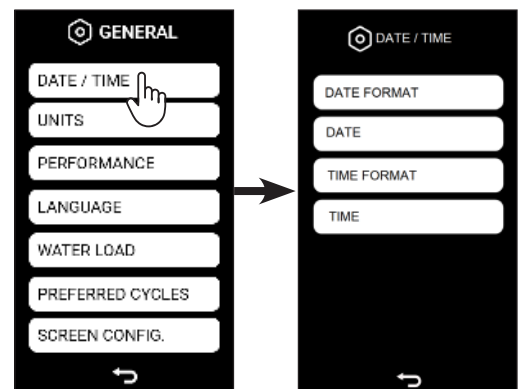 GENERAL
DATE / TIME
UNITS
PERFORMANCE
LANGUAGE
WATER LOAD
PREFERRED CYCLES
SCREEN CONFIG.
DATE / TIME
DATE FORMAT
DATE
TIME FORMAT
TIME